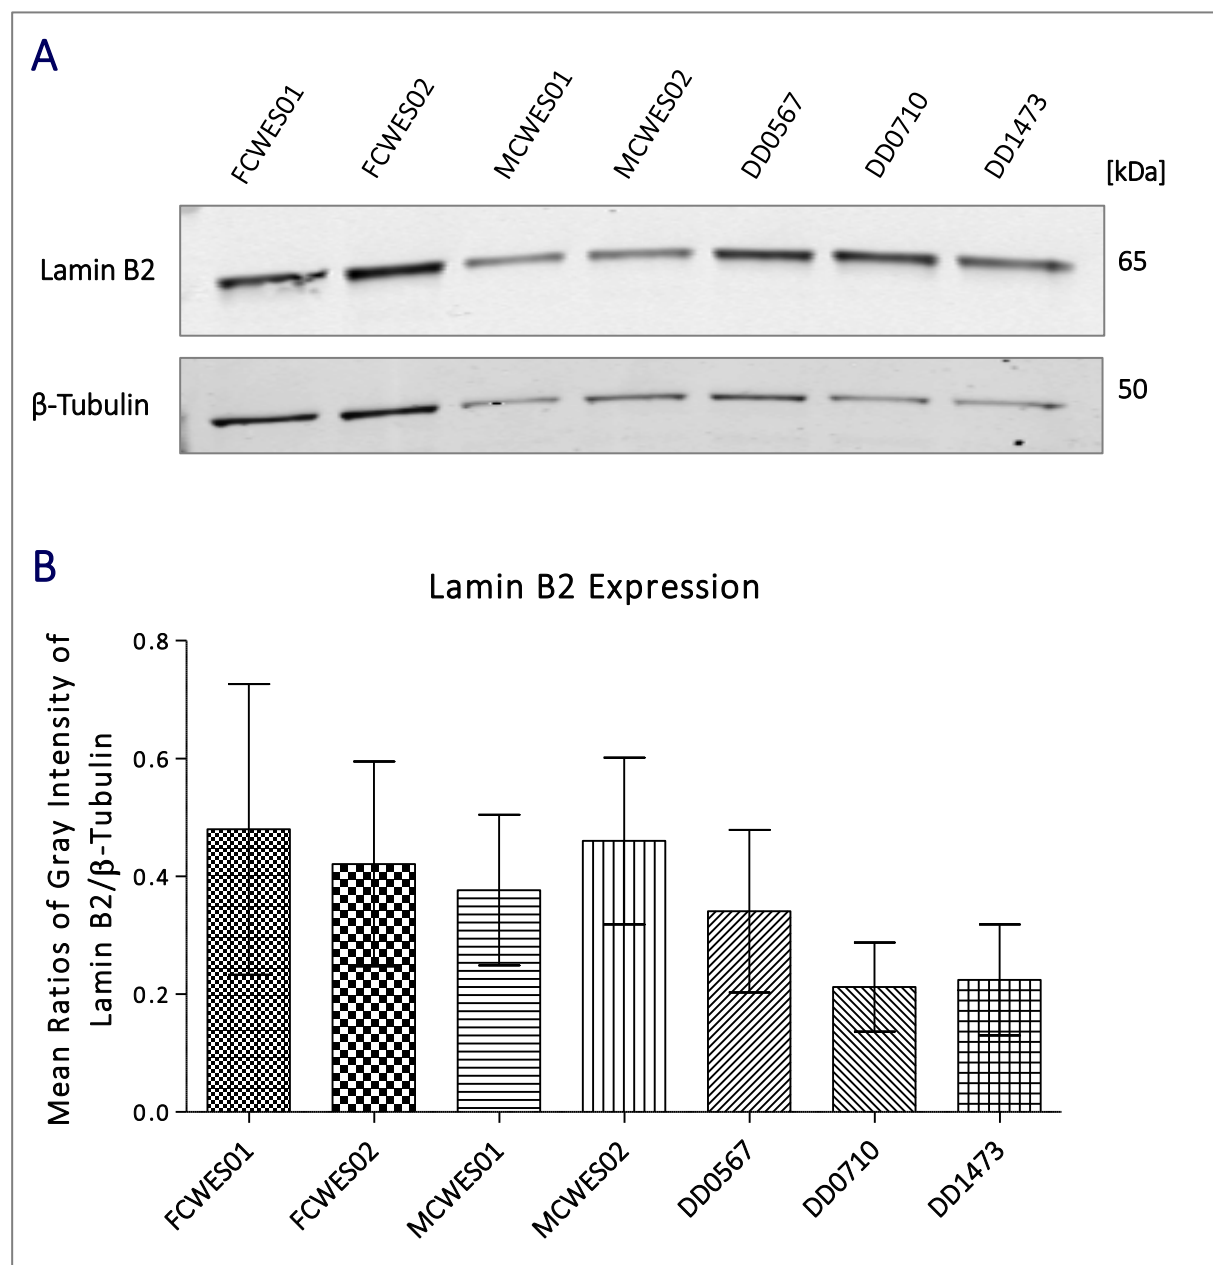 A
FCWES01
FCWES02
MCWES01
MCWES02
DD0567
DD0710
DD1473
[kDa]
Lamin B2
65
β-Tubulin
50
B
Lamin B2 Expression
Mean Ratios of Gray Intensity of
Lamin B2/β-Tubulin
0.8
0.6
0.4
0.2
0.0
FCWES01
FCWES02
MCWES01
MCWES02
DD0567
DD0710
DD1473